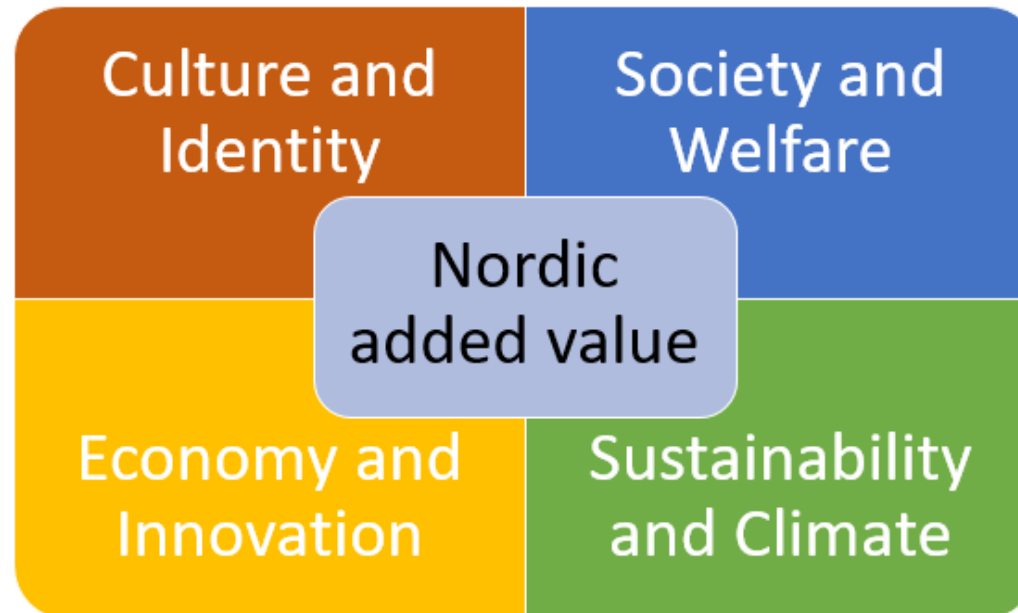 Culture and
Identity
Society and
Welfare
Nordic
added value
Economy and
Innovation
Sustainability
and Climate